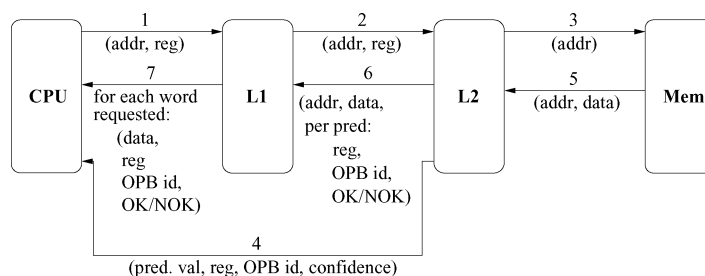 1
(addr, reg)
2
(addr, reg)
3
(addr)
7
for each word
requested:
(data,
reg
OPB id,
OK/NOK)
6
(addr, data,
per pred:
reg,
OPB id,
OK/NOK)
5
(addr, data)
CPU
L1
L2
Mem
4
(pred. val, reg, OPB id, confidence)